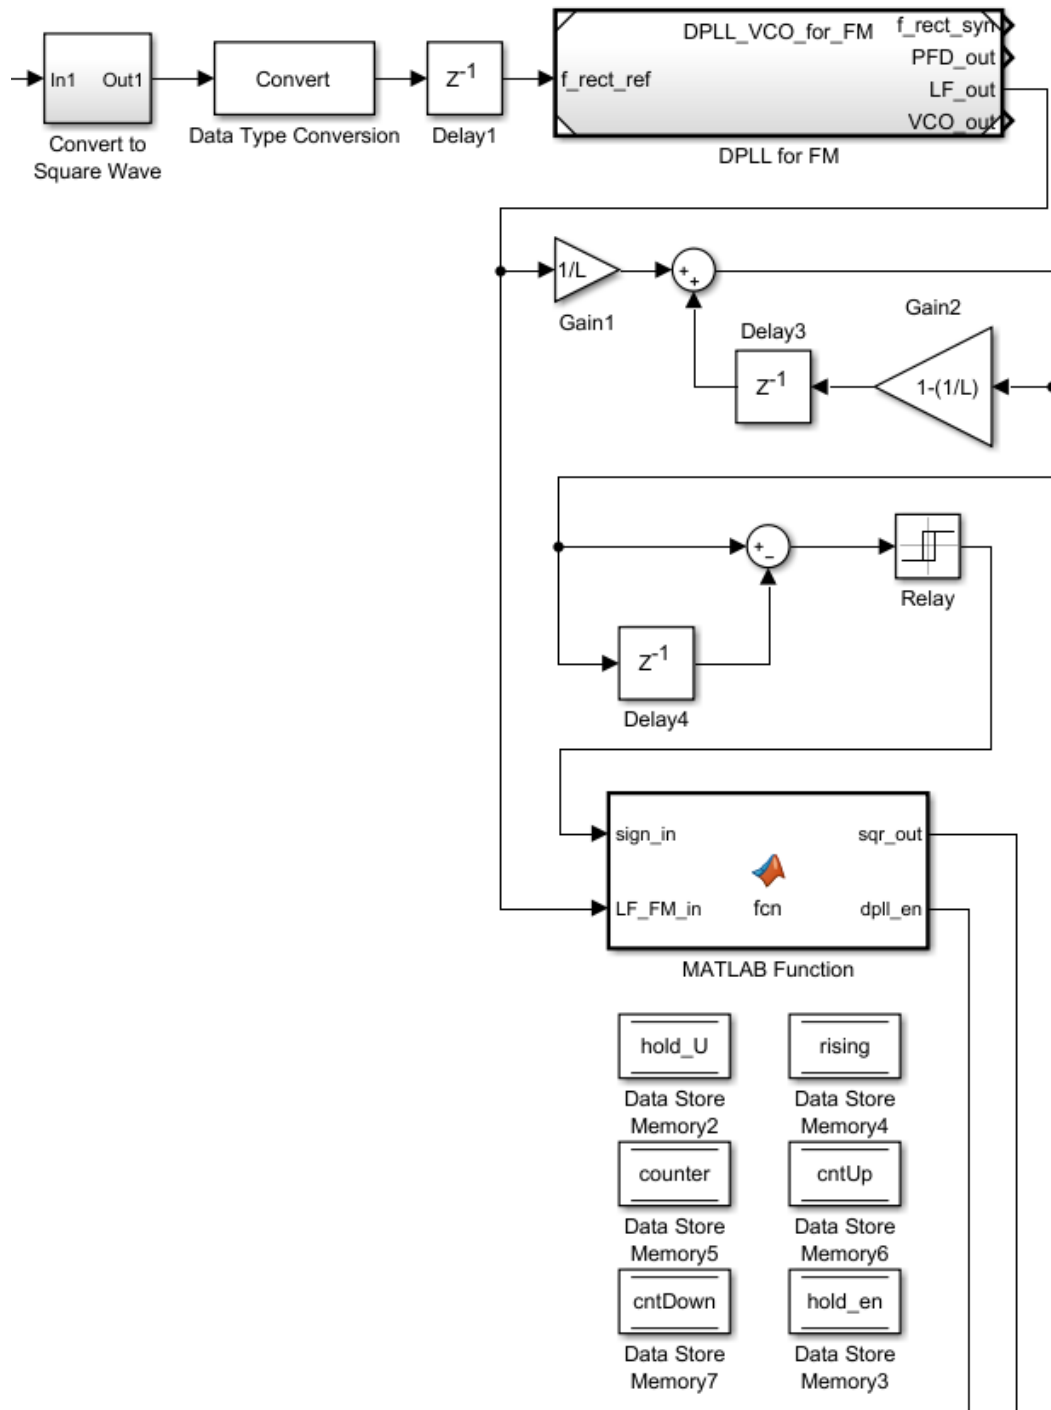 In1 Out1
Convert to
Square Wave
Convert
Data Type Conversion
Z-1
Delay1
DPLL_VCO_for_FM
f_rect_ref
f_rect_syn
PFD_out
LF_out
VCO_out
DPLL for FM
1/L
Gain1
+
+
Gain2
1-(1/L)
Delay3
Z-1
+
−
Relay
Z-1
Delay4
sign_in
LF_FM_in
fcn
sqr_out
dpll_en
MATLAB Function
hold_U
Data Store
Memory2
rising
Data Store
Memory4
counter
Data Store
Memory5
cntUp
Data Store
Memory6
cntDown
Data Store
Memory7
hold_en
Data Store
Memory3